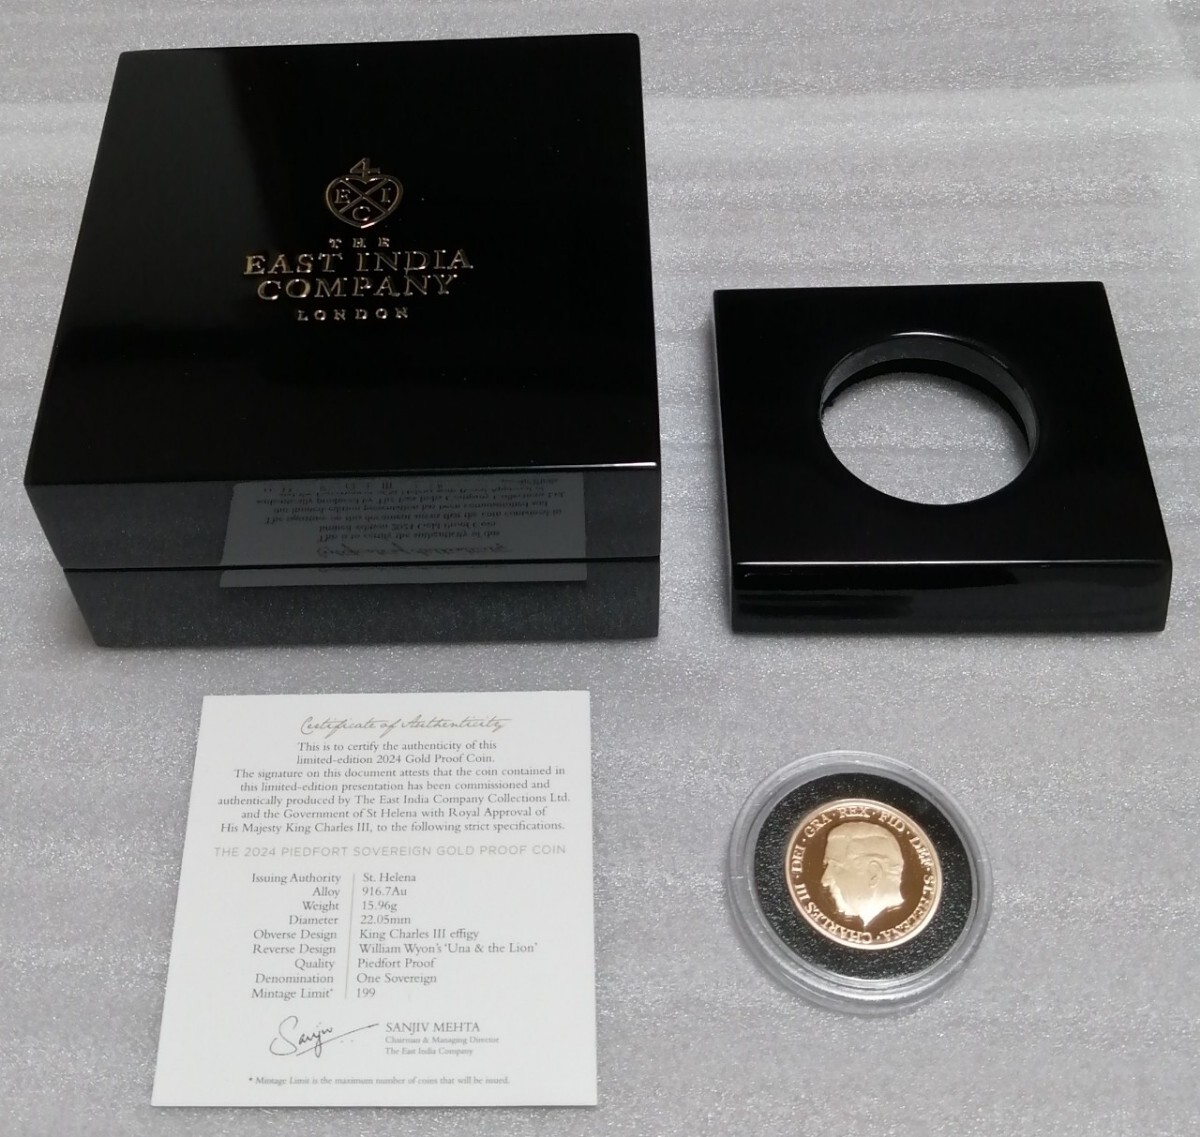 4
E I
C
THE
EAST INDIA
COMPANY
LONDON
Certificate of Authenticity
This is to certify the authenticity of this
limited-edition 2024 Gold Proof Coin.
The signature on this document attests that the coin contained in
this limited-edition presentation has been commissioned and
authentically produced by The East India Company Collections Ltd.
and the Government of St Helena with Royal Approval of
His Majesty King Charles III, to the following strict specifications.
THE 2024 PIEDFORT SOVEREIGN GOLD PROOF COIN
Issuing Authority St. Helena
Alloy 916.7Au
Weight 15.96g
Diameter 22.05mm
Obverse Design King Charles III effigy
Reverse Design William Wyon's 'Una & the Lion'
Quality Piedfort Proof
Denomination One Sovereign
Mintage Limit* 199
Sanjiv
SANJIV MEHTA
Chairman & Managing Director
The East India Company
* Mintage Limit is the maximum number of coins that will be issued.
CHARLES III · DEI · GRA · REX · FID · DEF · ST. HELENA ·